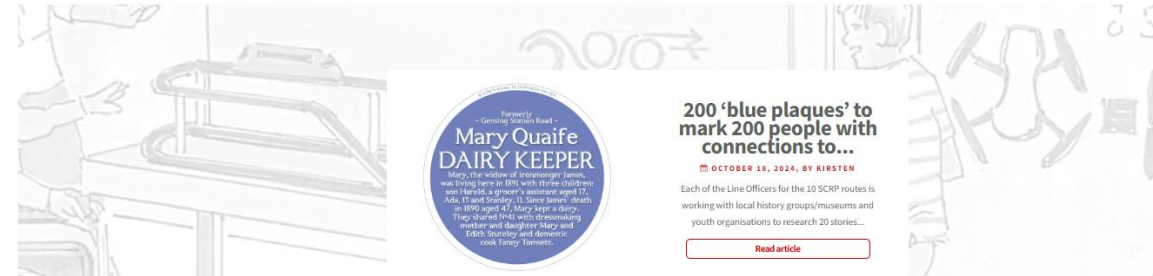 Formerly
~ Gensing Station Road ~
Mary Quaife
DAIRY KEEPER
Mary, the widow of ironmonger James,
was living here in 1891 with three children:
son Harold, a grocer's assistant aged 17,
Ada, 15 and Stanley, 11. Since James' death
in 1890 aged 47, Mary kept a dairy.
They shared Nº41 with dressmaking
mother and daughter Mary and
Edith Stuteley and domestic
cook Fanny Tomsett.
200 ‘blue plaques’ to
mark 200 people with
connections to...
OCTOBER 18, 2024, BY KIRSTEN
Each of the Line Officers for the 10 SCRP routes is
working with local history groups/museums and
youth organisations to research 20 stories...
Read article